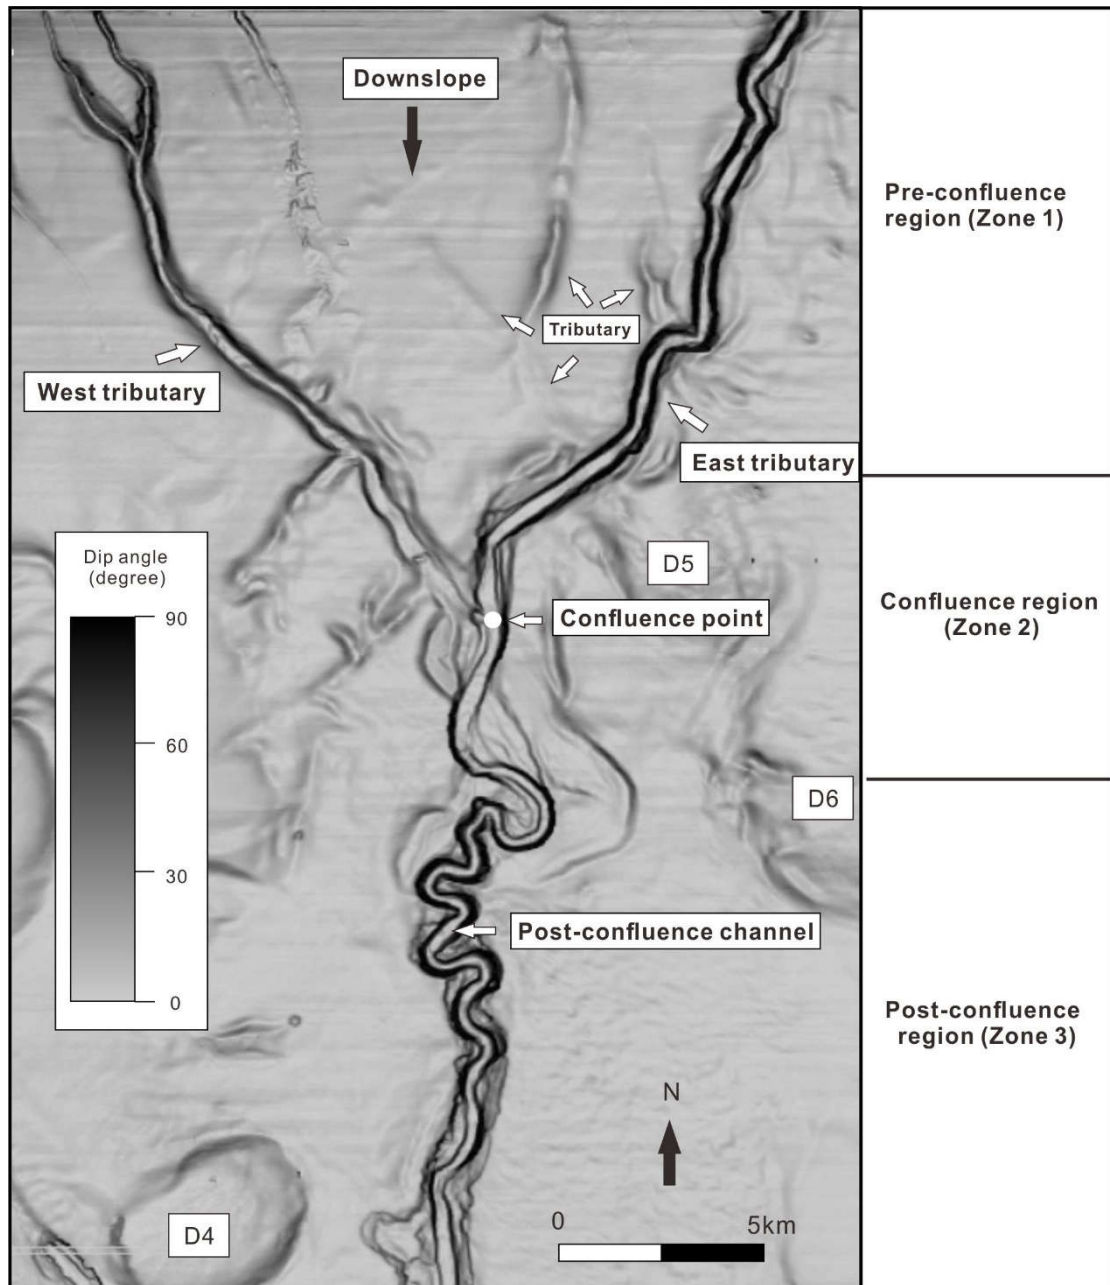 Downslope
Pre-confluence
region (Zone 1)
Tributary
West tributary
East tributary
Dip angle
(degree)
90
60
30
0
D5
Confluence point
Confluence region
(Zone 2)
D6
Post-confluence channel
Post-confluence
region (Zone 3)
N
D4
0
5km